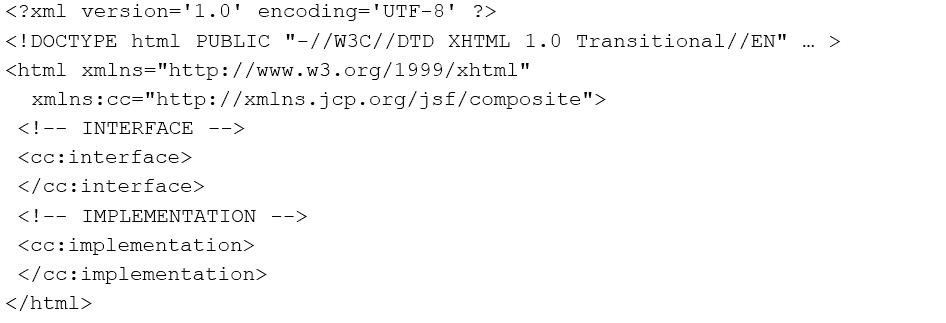 <?xml version='1.0' encoding='UTF-8' ?>
<!DOCTYPE html PUBLIC "-//W3C//DTD XHTML 1.0 Transitional//EN" … >
<html xmlns="http://www.w3.org/1999/xhtml"
  xmlns:cc="http://xmlns.jcp.org/jsf/composite">
 <!-- INTERFACE -->
 <cc:interface>
 </cc:interface>
 <!-- IMPLEMENTATION -->
 <cc:implementation>
 </cc:implementation>
</html>